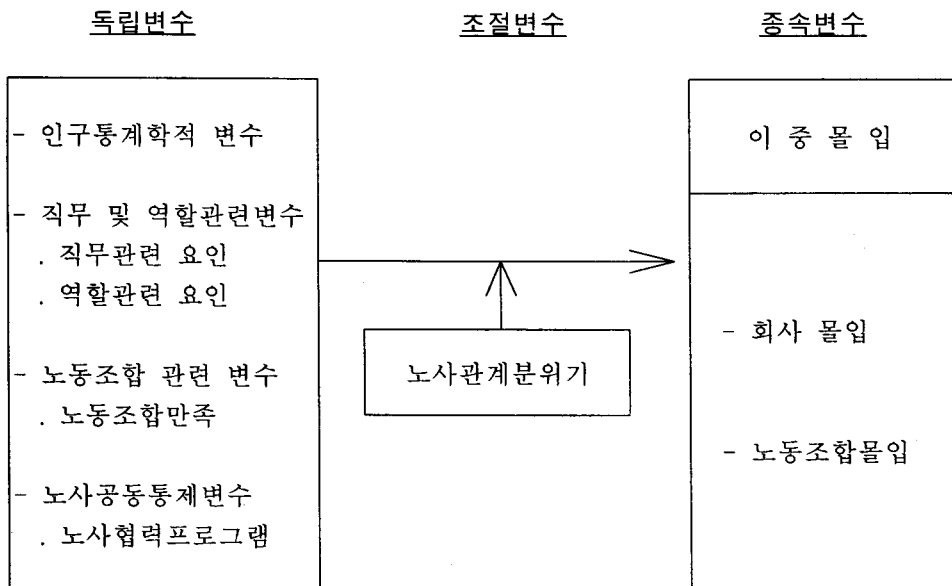 독립변수
조절변수
종속변수
- 인구통계학적 변수
- 직무 및 역할관련변수
. 직무관련 요인
. 역할관련 요인
- 노동조합 관련 변수
. 노동조합만족
- 노사공동통제변수
. 노사협력프로그램
노사관계분위기
이 중 몰 입
- 회사 몰입
- 노동조합몰입